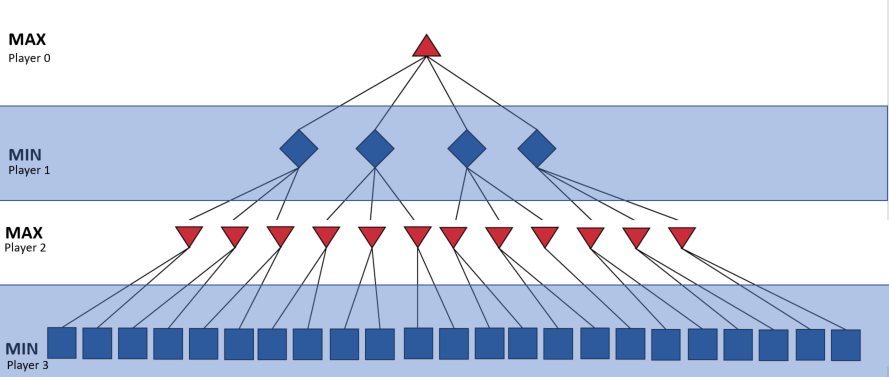 MAX
Player 0
MIN
Player 1
MAX
Player 2
MIN
Player 3